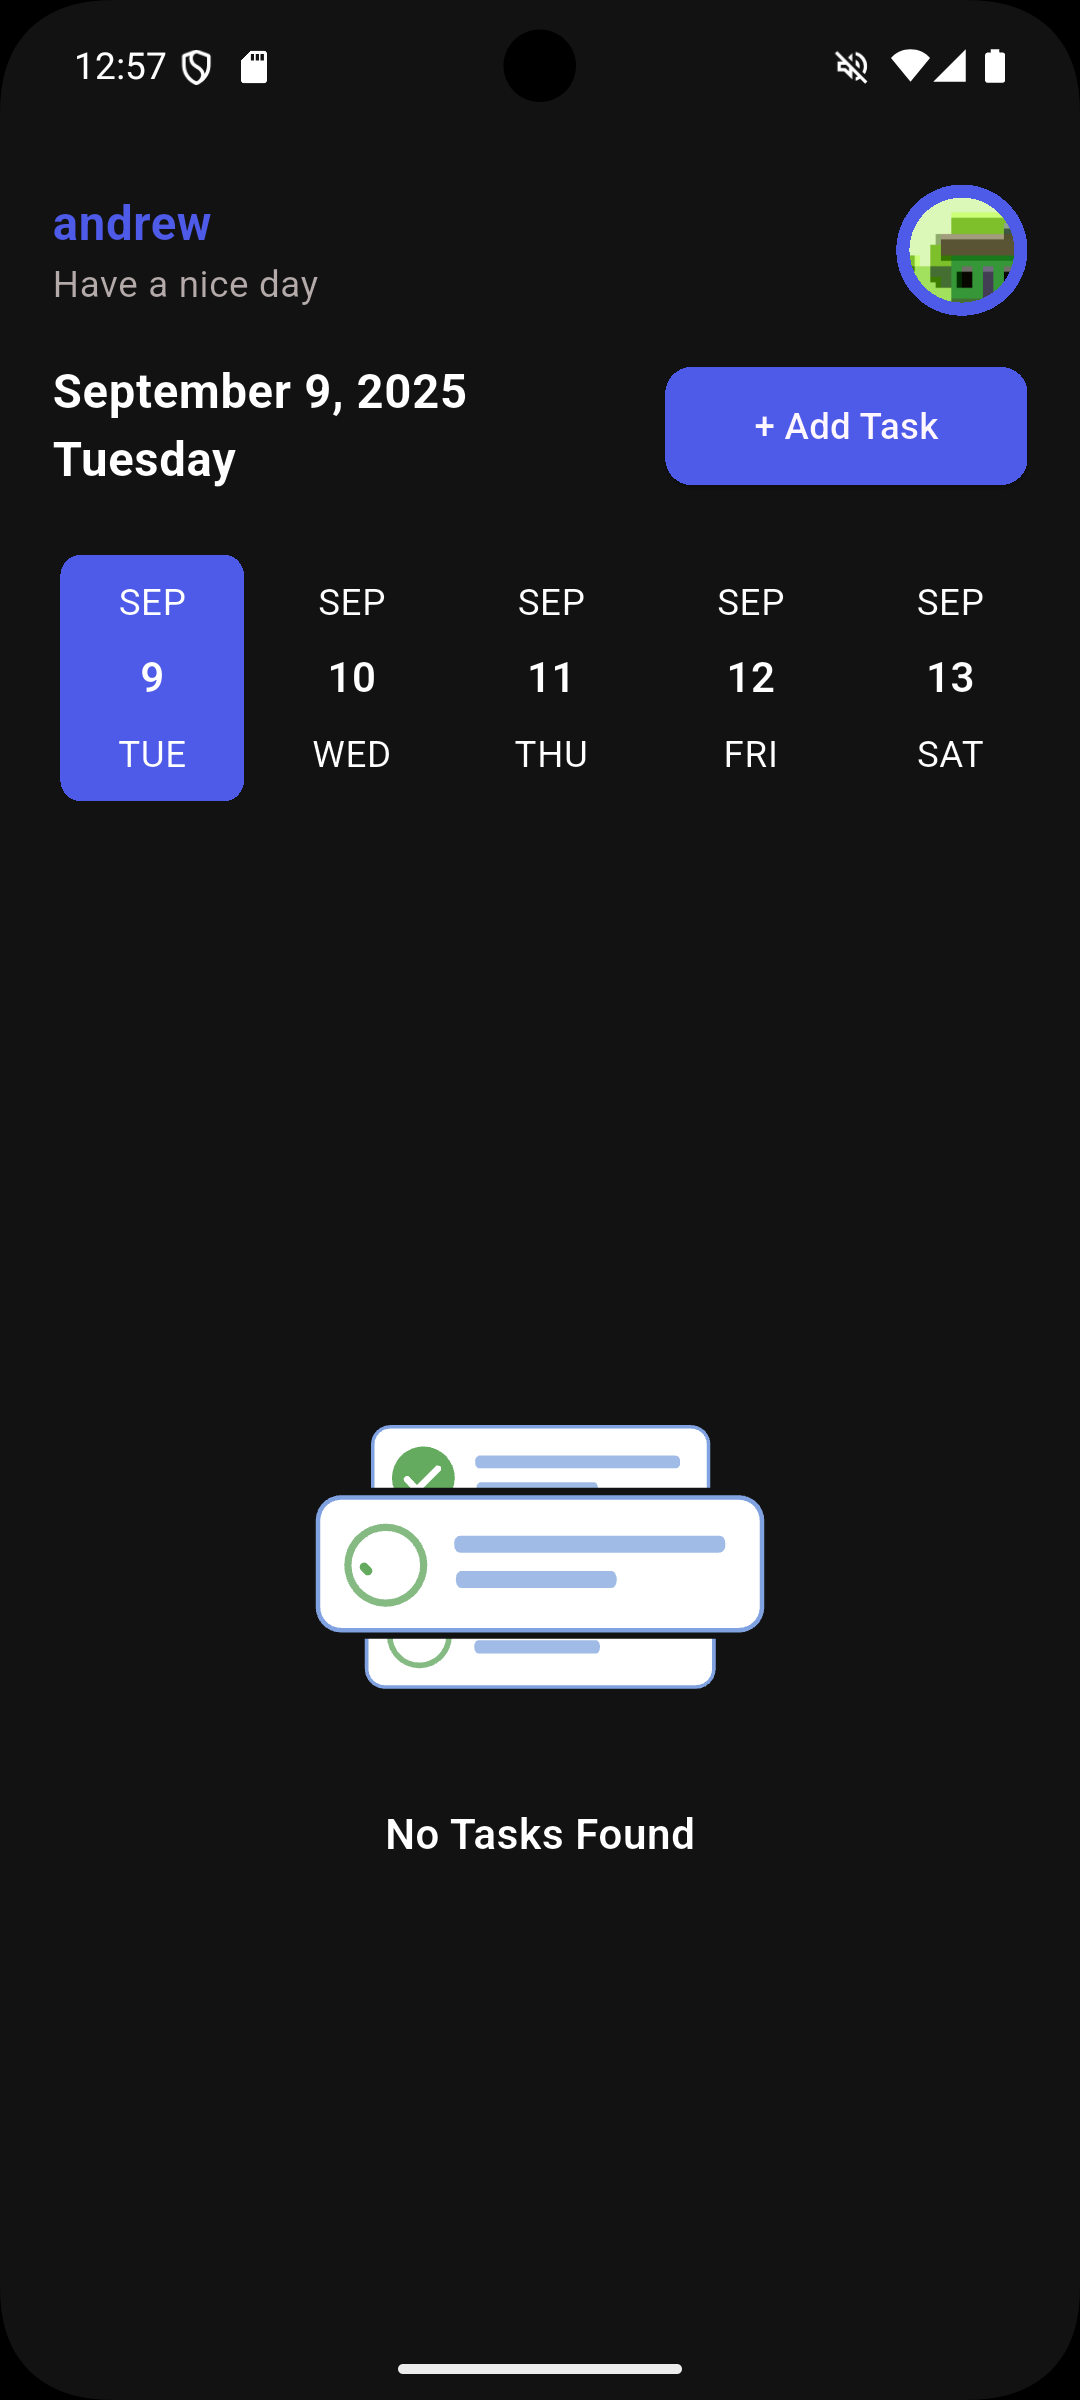 12:57
andrew
Have a nice day
September 9, 2025
Tuesday
+ Add Task
SEP SEP SEP SEP SEP
9 10 11 12 13
TUE WED THU FRI SAT
No Tasks Found